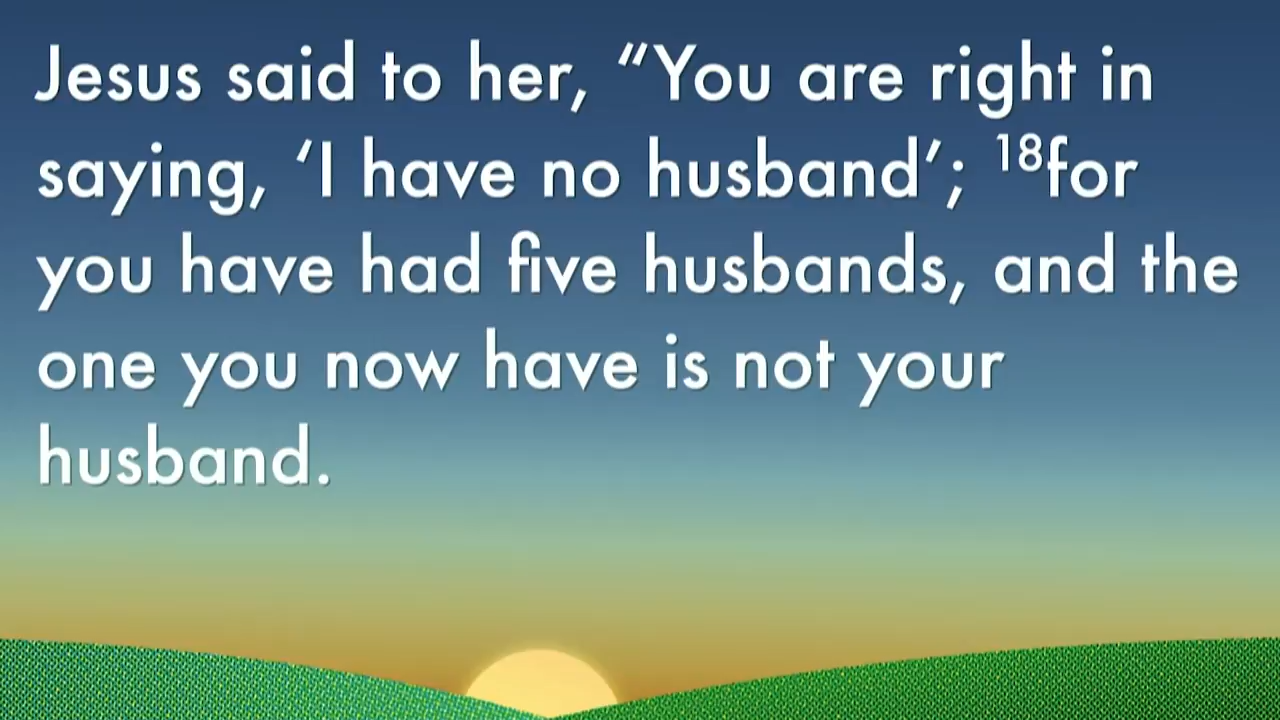 Jesus said to her, “You are right in
saying, ‘I have no husband’; ¹⁸for
you have had five husbands, and the
one you now have is not your
husband.